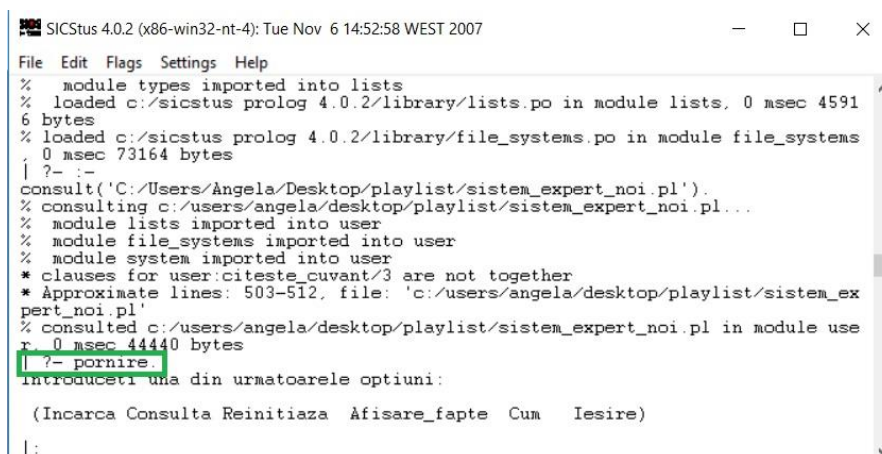 SICStus 4.0.2 (x86-win32-nt-4): Tue Nov 6 14:52:58 WEST 2007
File Edit Flags Settings Help
% module types imported into lists
% loaded c:/sicstus prolog 4.0.2/library/lists.po in module lists, 0 msec 4591
6 bytes
% loaded c:/sicstus prolog 4.0.2/library/file_systems.po in module file_systems
, 0 msec 73164 bytes
| ?- :-
consult('C:/Users/Angela/Desktop/playlist/sistem_expert_noi.pl').
% consulting c:/users/angela/desktop/playlist/sistem_expert_noi.pl...
% module lists imported into user
% module file_systems imported into user
% module system imported into user
* clauses for user:citeste_cuvant/3 are not together
* Approximate lines: 503-512, file: 'c:/users/angela/desktop/playlist/sistem_ex
pert_noi.pl'
% consulted c:/users/angela/desktop/playlist/sistem_expert_noi.pl in module use
r, 0 msec 44440 bytes
| ?- pornire.
Introduceti una din urmatoarele optiuni:
(Incarca Consulta Reinitiaza Afisare_fapte Cum Iesire)
|: